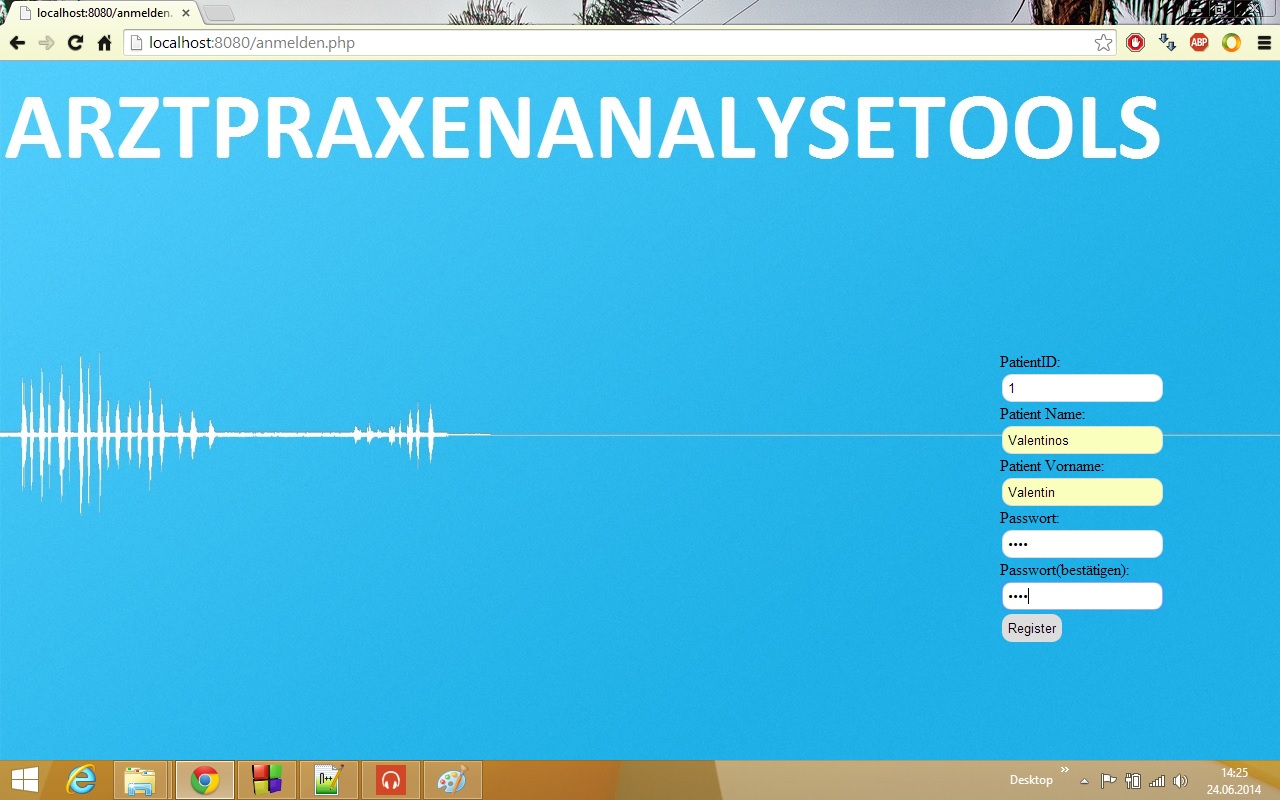 localhost:8080/anmelden.
localhost:8080/anmelden.php
ABP
ARZTPRAXENANALYSETOOLS
PatientID:
1
Patient Name:
Valentinos
Patient Vorname:
Valentin
Passwort:
••••
Passwort(bestätigen):
••••
Register
Desktop
14:25
24.06.2014